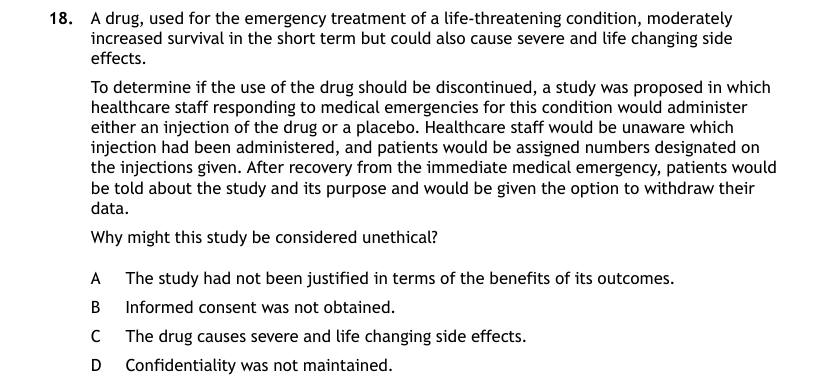 18. A drug, used for the emergency treatment of a life-threatening condition, moderately
increased survival in the short term but could also cause severe and life changing side
effects.
To determine if the use of the drug should be discontinued, a study was proposed in which
healthcare staff responding to medical emergencies for this condition would administer
either an injection of the drug or a placebo. Healthcare staff would be unaware which
injection had been administered, and patients would be assigned numbers designated on
the injections given. After recovery from the immediate medical emergency, patients would
be told about the study and its purpose and would be given the option to withdraw their
data.
Why might this study be considered unethical?
A The study had not been justified in terms of the benefits of its outcomes.
B Informed consent was not obtained.
C The drug causes severe and life changing side effects.
D Confidentiality was not maintained.